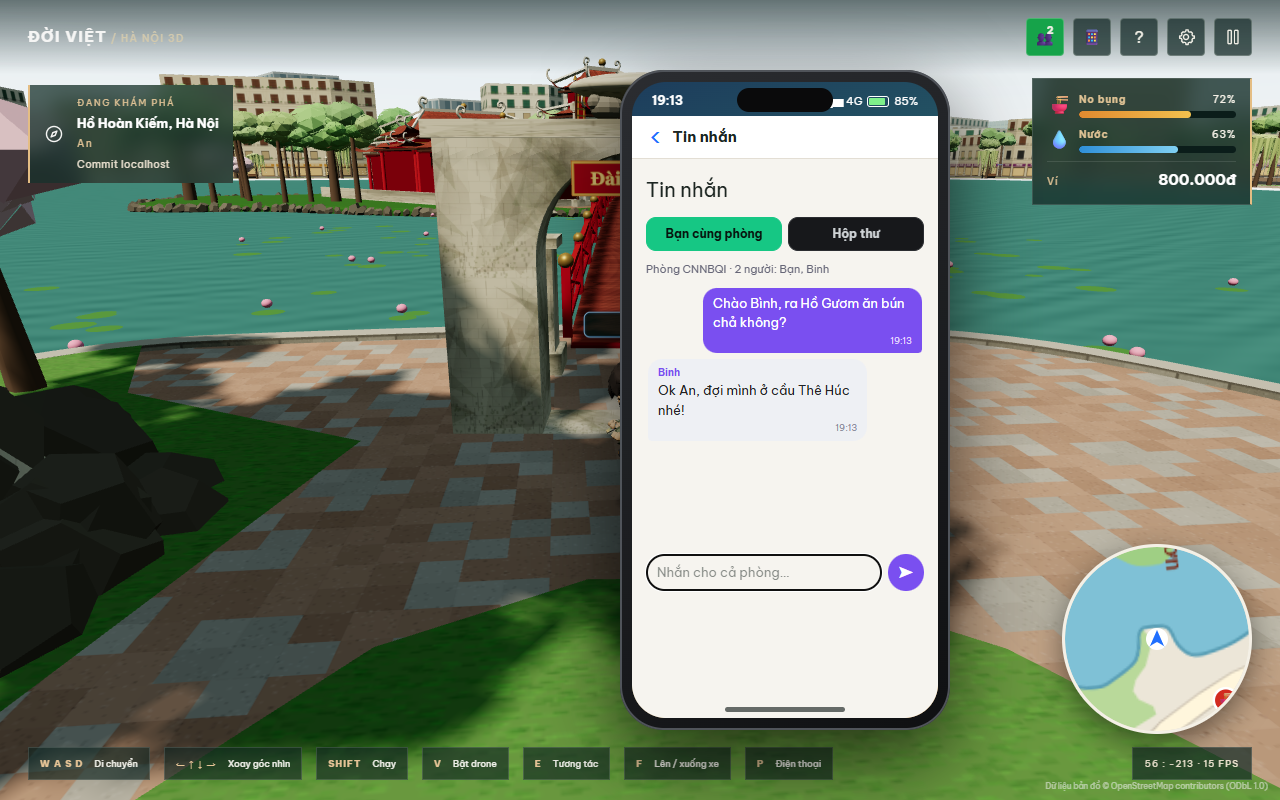 ĐỜI VIỆT / HÀ NỘI 3D
2
?
ĐANG KHÁM PHÁ
Hồ Hoàn Kiếm, Hà Nội
An
Commit localhost
No bụng 72%
Nước 63%
Ví 800.000đ
Đài
19:13 4G 85%
Tin nhắn
Tin nhắn
Bạn cùng phòng Hộp thư
Phòng CNNBQI · 2 người: Bạn, Bình
Chào Bình, ra Hồ Gươm ăn bún
chả không?
19:13
Bình
Ok An, đợi mình ở cầu Thê Húc
nhé!
19:13
Nhắn cho cả phòng...
W A S D Di chuyển
←↑↓→ Xoay góc nhìn
SHIFT Chạy
V Bật drone
E Tương tác
F Lên / xuống xe
P Điện thoại
56 : -213 · 15 FPS
Dữ liệu bản đồ © OpenStreetMap contributors (ODbL 1.0)